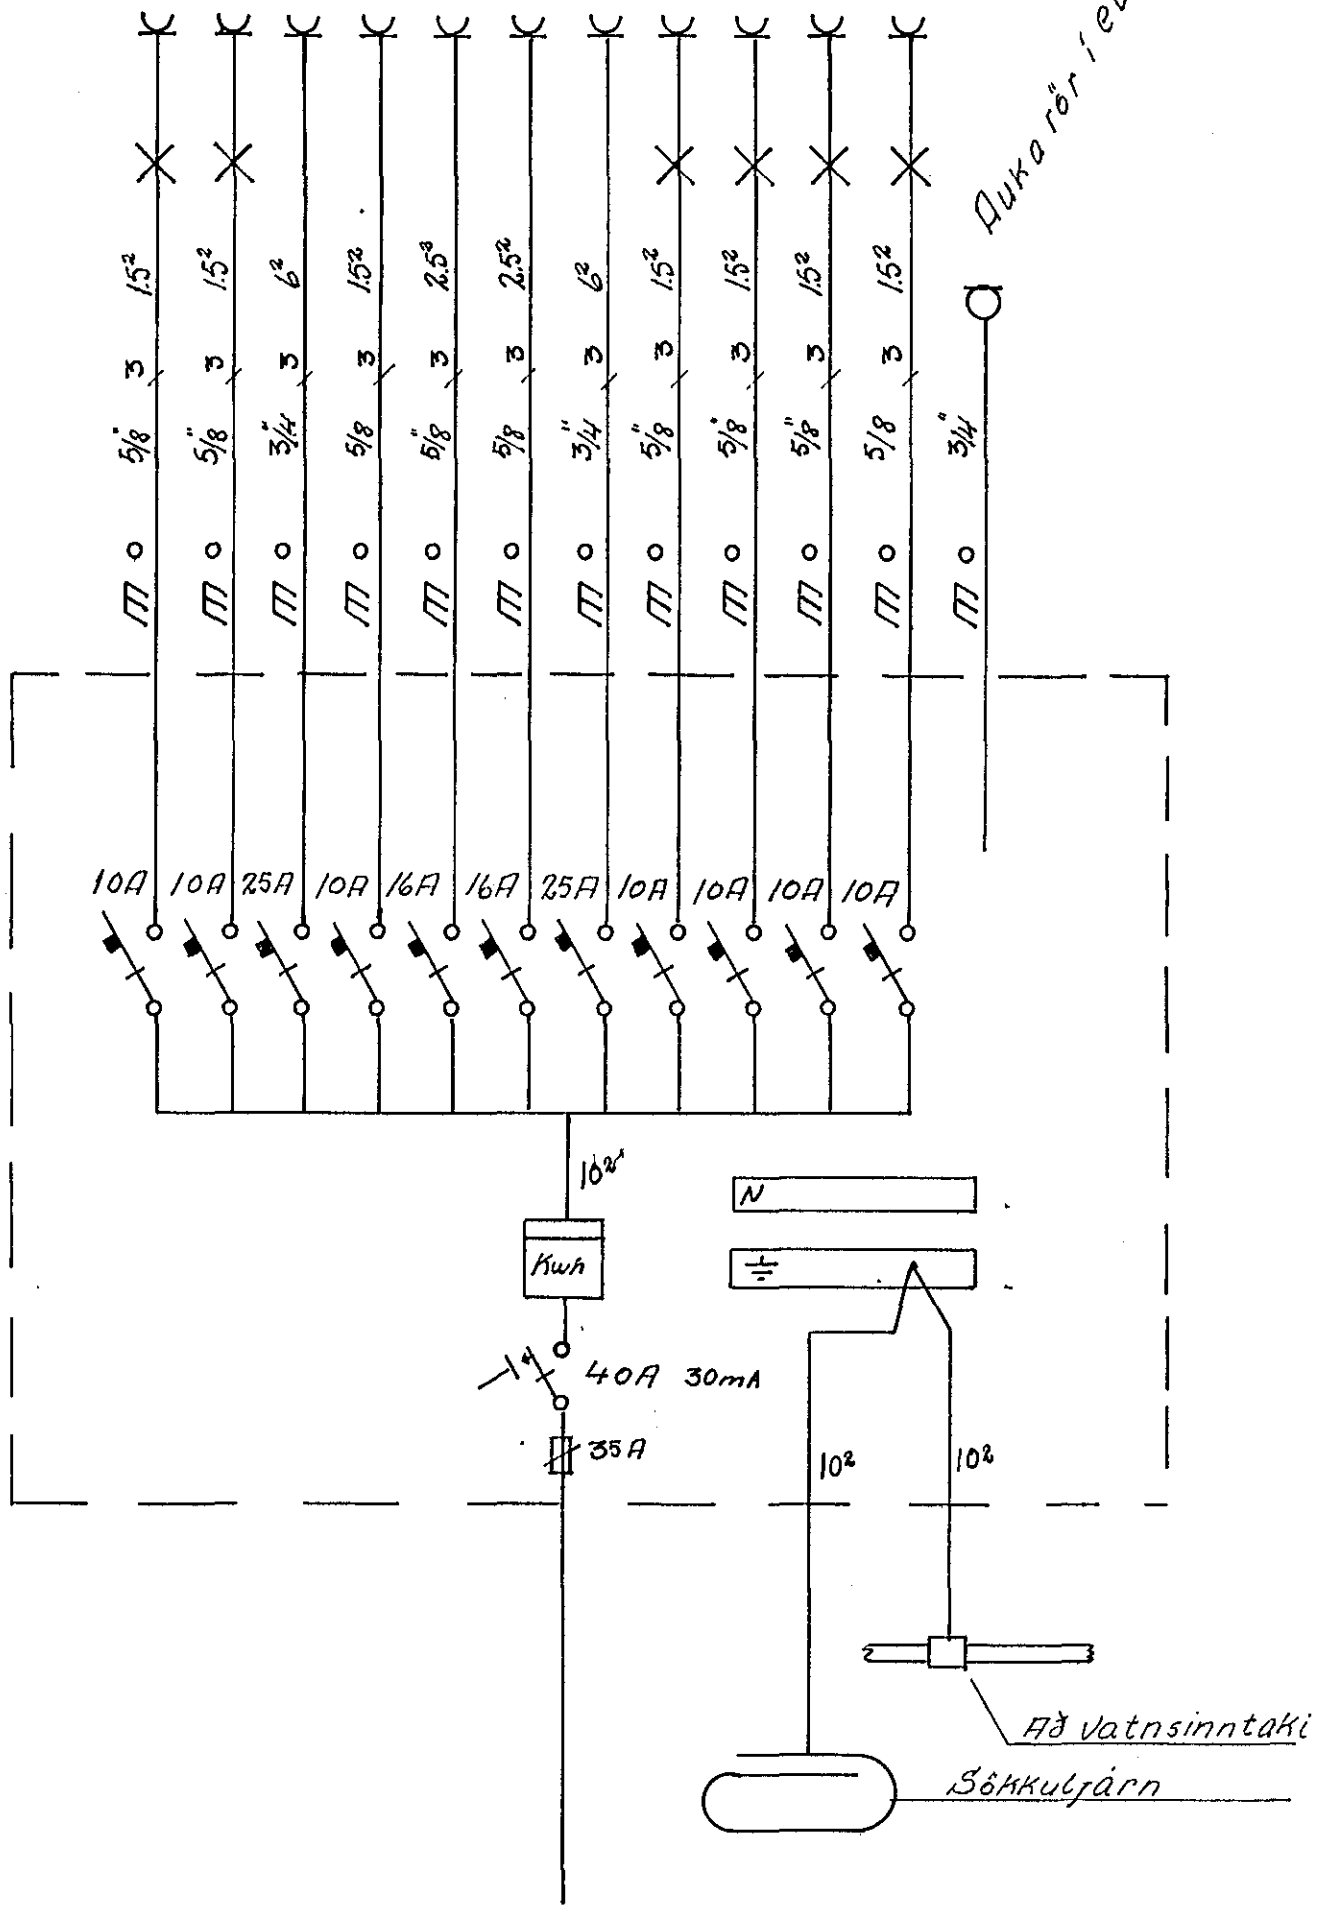 Auka rör í
1.5² 1.5² 6² 1.5² 2.5² 2.5² 6² 1.5² 1.5² 1.5² 1.5²
3 3 3 3 3 3 3 3 3 3 3
5/8" 5/8" 3/4" 5/8 5/8" 5/8 3/4" 5/8" 5/8" 5/8" 5/8 3/4"
10A 10A 25A 10A 16A 16A 25A 10A 10A 10A 10A
10²
N
Kwh
40A 30mA
35A
10² 10²
Að vatnsinntaki
Sökkuljárn